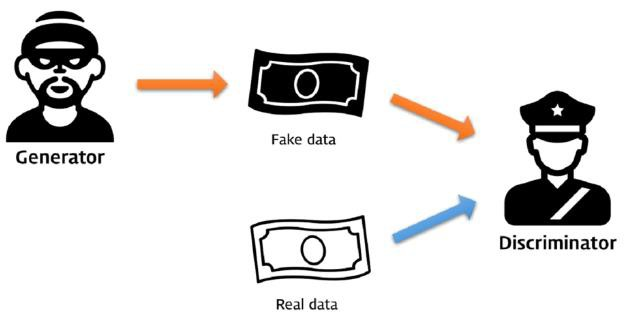 Generator
Fake data
Real data
Discriminator